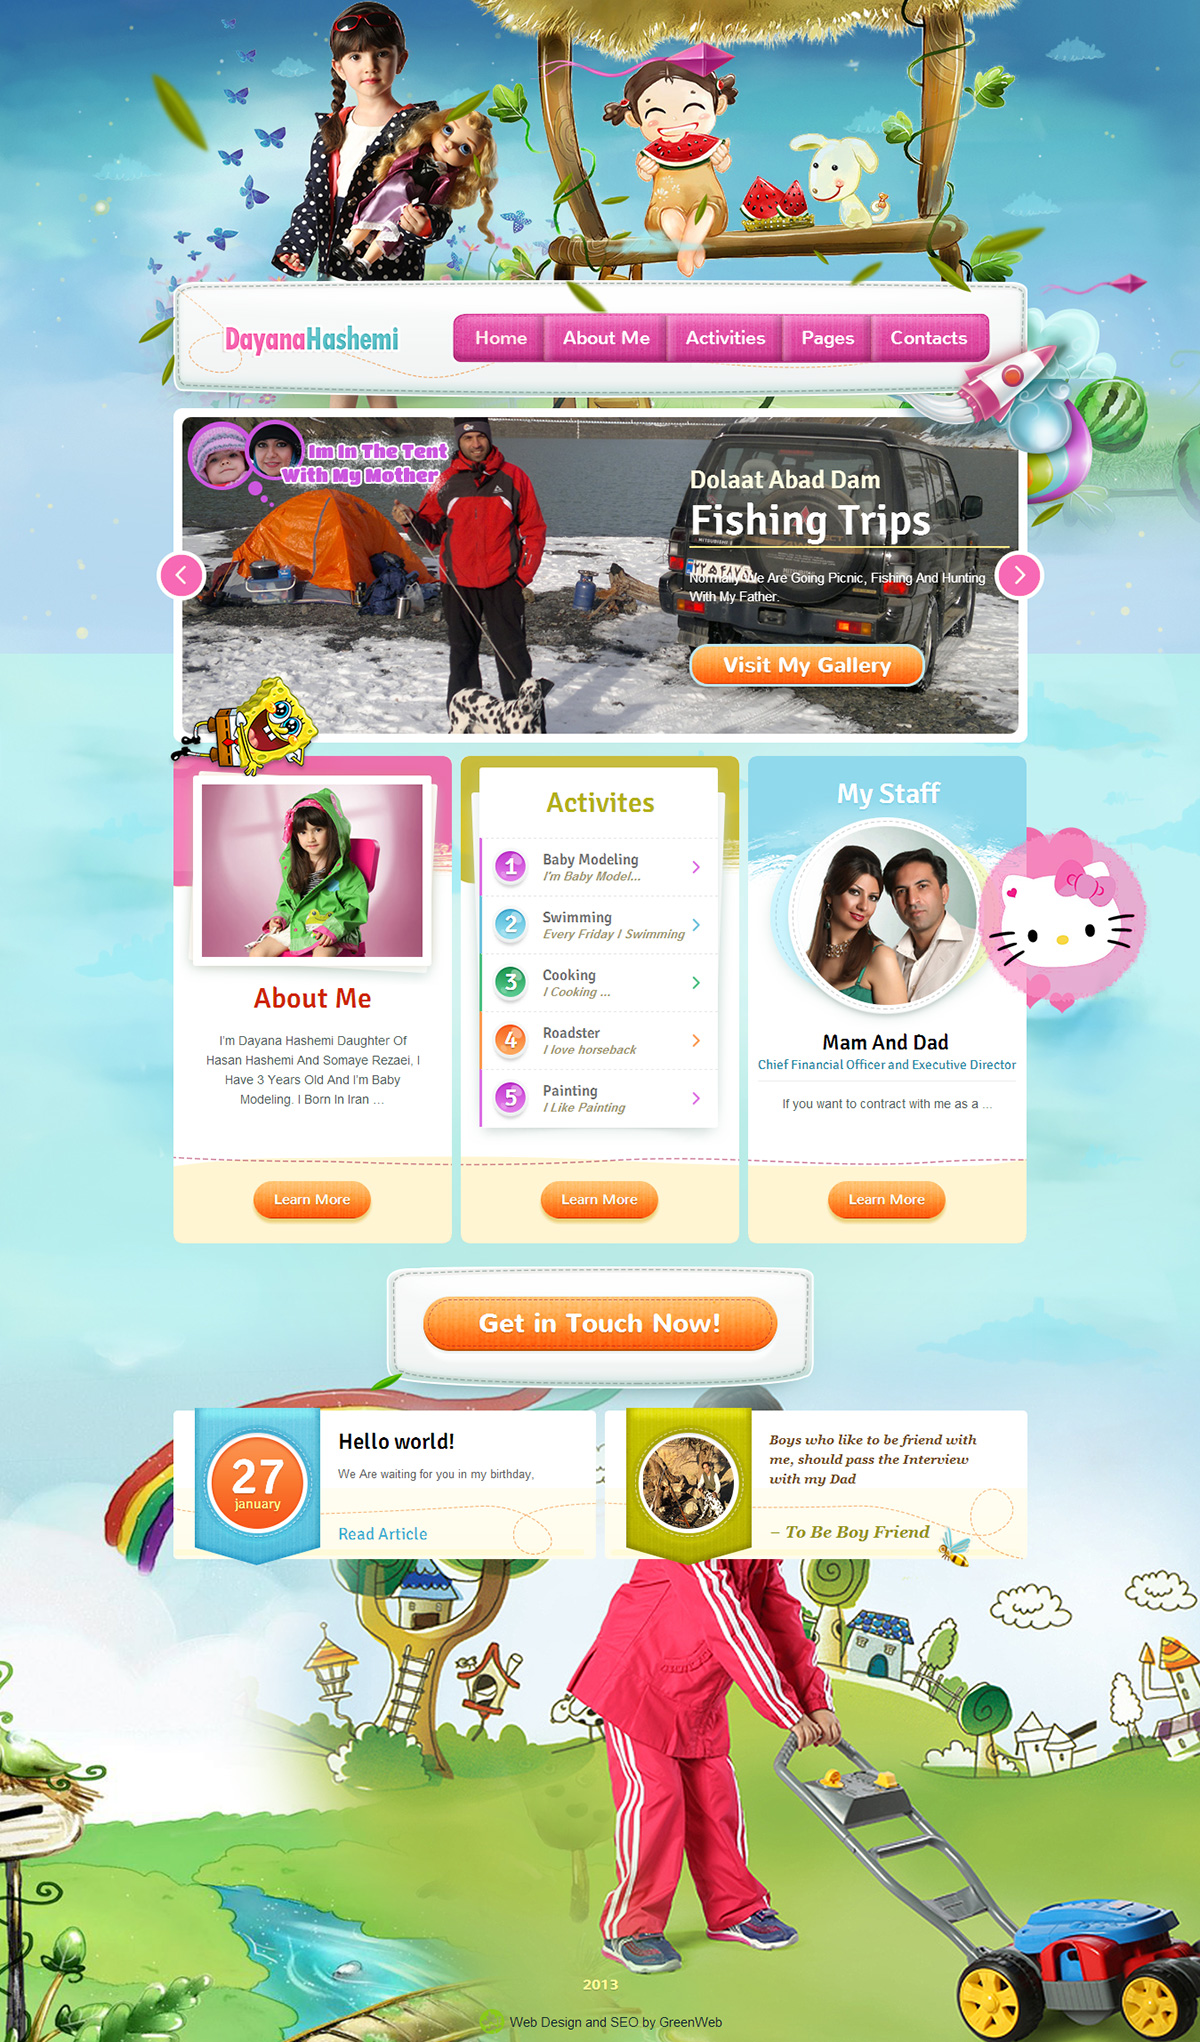 DayanaHashemi
Home About Me Activities Pages Contacts
Im In The Tent
With My Mother
Dolaat Abad Dam
Fishing Trips
Normally We Are Going Picnic, Fishing And Hunting
With My Father.
Visit My Gallery
About Me
I'm Dayana Hashemi Daughter Of
Hasan Hashemi And Somaye Rezaei, I
Have 3 Years Old And I'm Baby
Modeling. I Born In Iran ...
Learn More
Activites
1 Baby Modeling
I'm Baby Model...
2 Swimming
Every Friday I Swimming
3 Cooking
I Cooking ...
4 Roadster
I love horseback
5 Painting
I Like Painting
Learn More
My Staff
Mam And Dad
Chief Financial Officer and Executive Director
If you want to contract with me as a ...
Learn More
Get in Touch Now!
27
january
Hello world!
We Are waiting for you in my birthday,
Read Article
Boys who like to be friend with
me, should pass the Interview
with my Dad
– To Be Boy Friend
2013
Web Design and SEO by GreenWeb